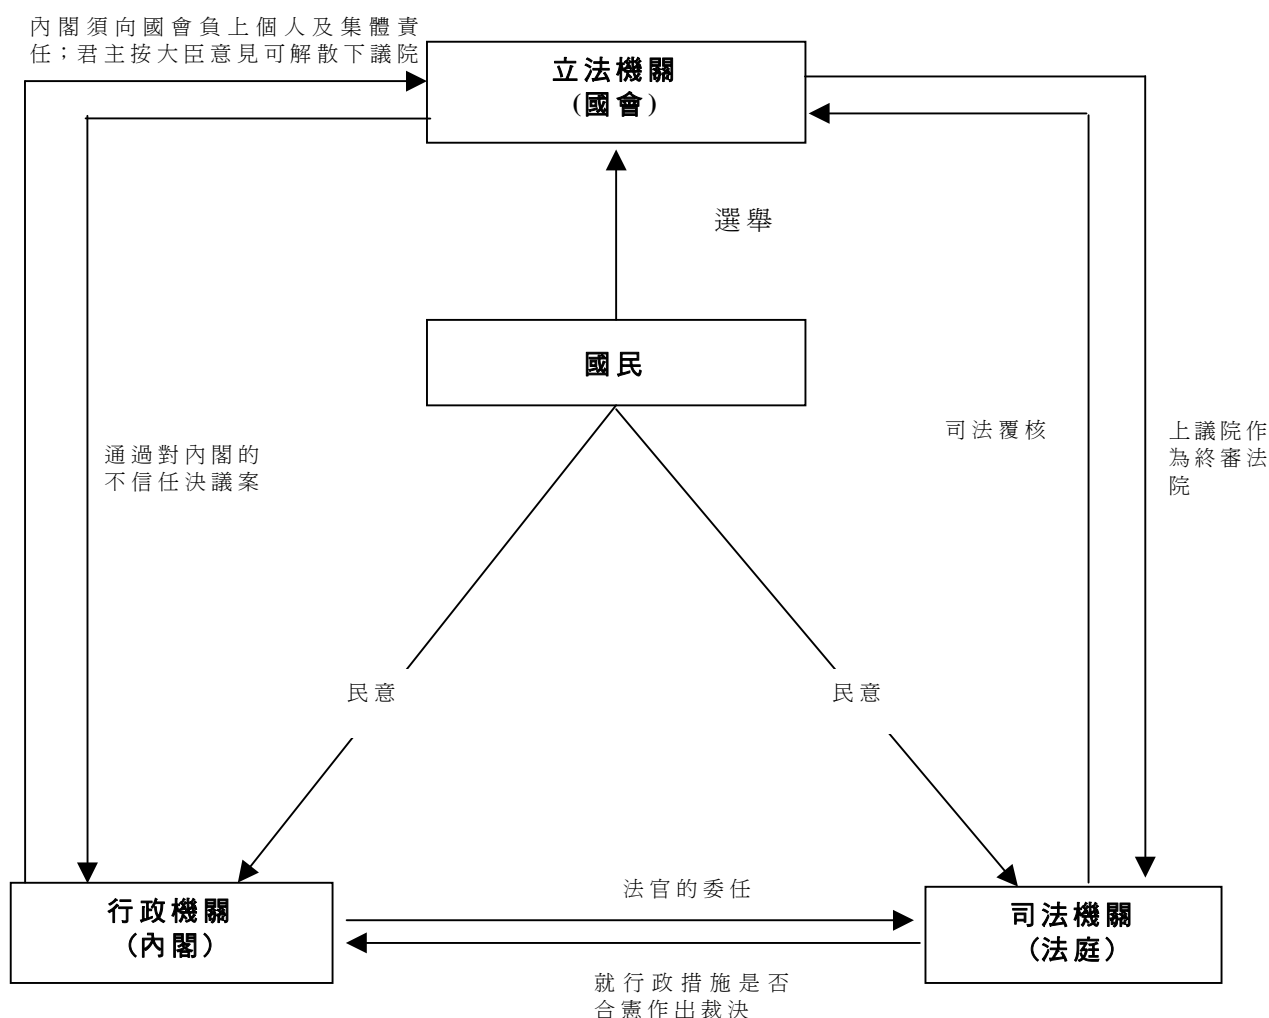 內閣須向國會負上個人及集體責
任；君主按大臣意見可解散下議院
立法機關
(國會)
選舉
國民
司法覆核
上議院作
為終審法
院
通過對內閣的
不信任決議案
民意
民意
法官的委任
行政機關
(內閣)
司法機關
(法庭)
就行政措施是否
合憲作出裁決